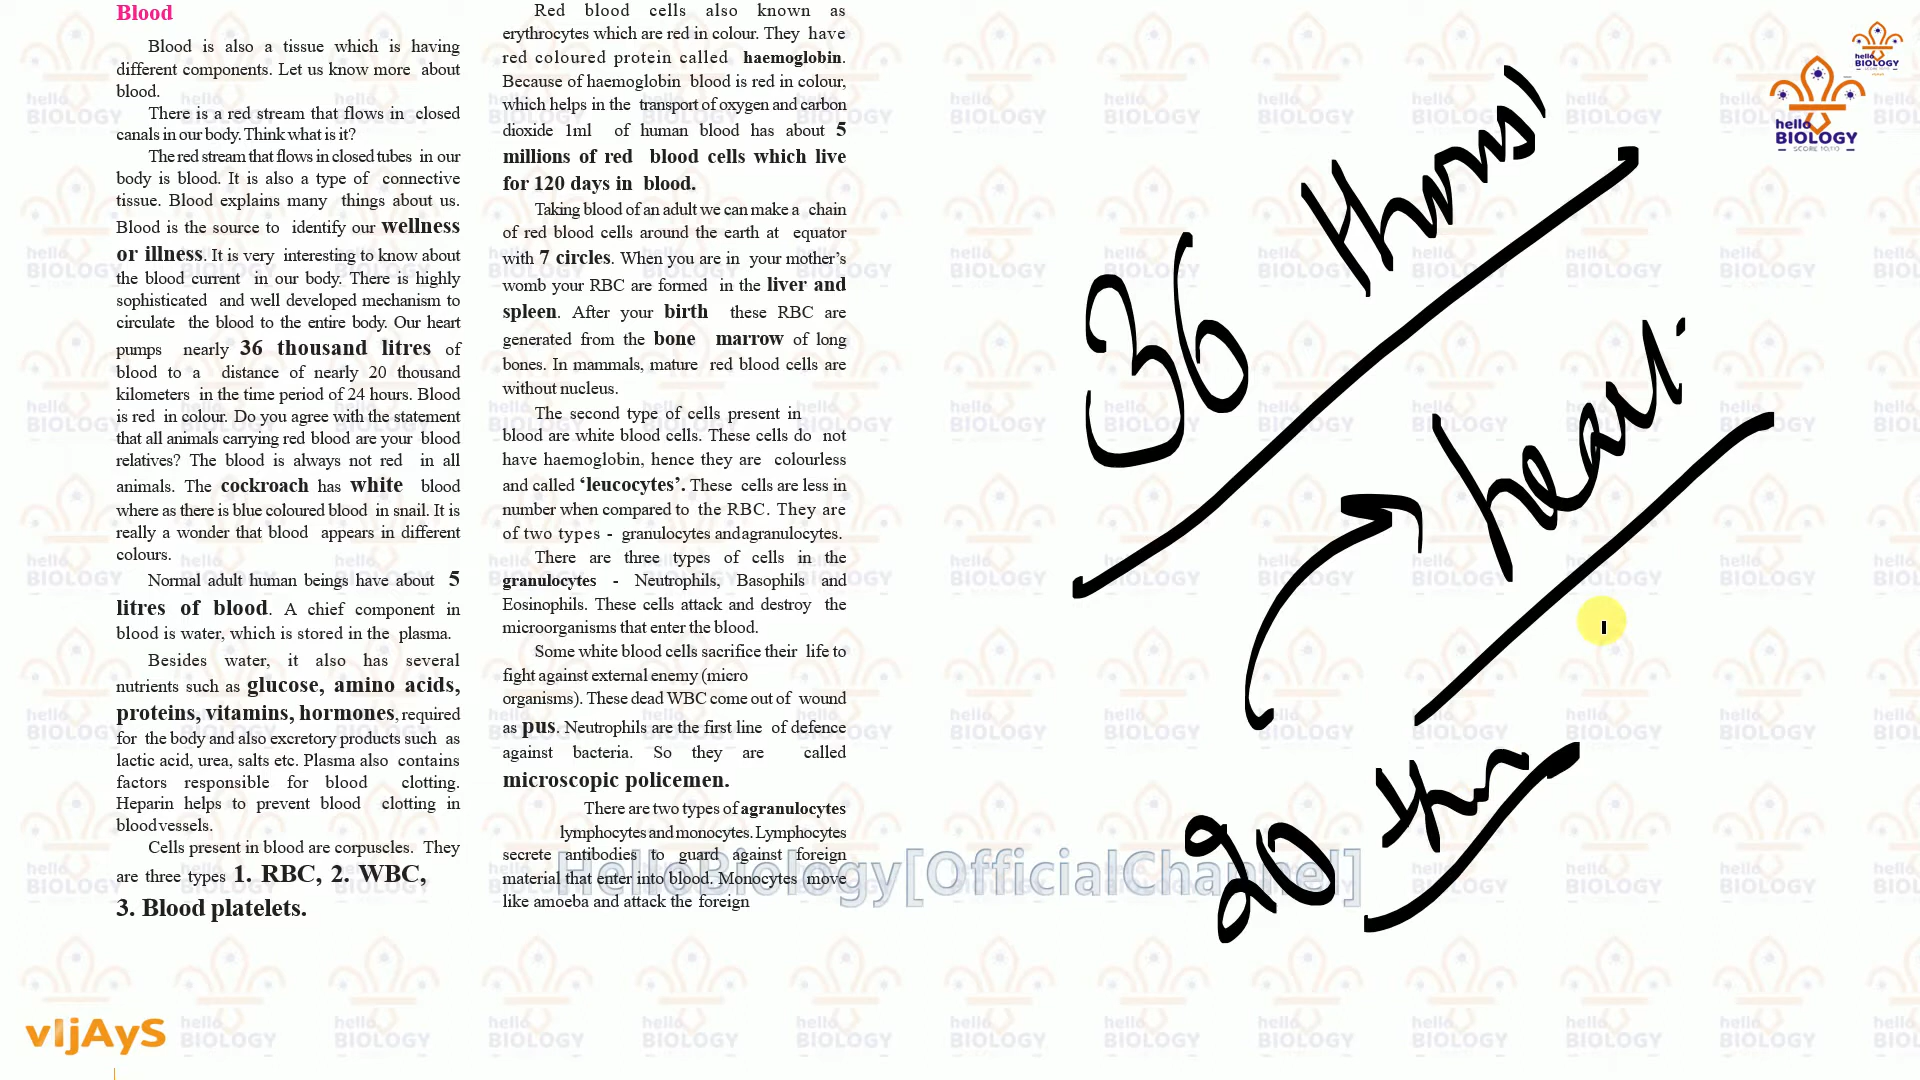 Blood
Blood is also a tissue which is having
different components. Let us know more about
blood.
There is a red stream that flows in closed
canals in our body. Think what is it?
The red stream that flows in closed tubes in our
body is blood. It is also a type of connective
tissue. Blood explains many things about us.
Blood is the source to identify our wellness
or illness. It is very interesting to know about
the blood current in our body. There is highly
sophisticated and well developed mechanism to
circulate the blood to the entire body. Our heart
pumps nearly 36 thousand litres of
blood to a distance of nearly 20 thousand
kilometers in the time period of 24 hours. Blood
is red in colour. Do you agree with the statement
that all animals carrying red blood are your blood
relatives? The blood is always not red in all
animals. The cockroach has white blood
where as there is blue coloured blood in snail. It is
really a wonder that blood appears in different
colours.
Normal adult human beings have about 5
litres of blood. A chief component in
blood is water, which is stored in the plasma.
Besides water, it also has several
nutrients such as glucose, amino acids,
proteins, vitamins, hormones, required
for the body and also excretory products such as
lactic acid, urea, salts etc. Plasma also contains
factors responsible for blood clotting.
Heparin helps to prevent blood clotting in
blood vessels.
Cells present in blood are corpuscles. They
are three types 1. RBC, 2. WBC,
3. Blood platelets.
Red blood cells also known as
erythrocytes which are red in colour. They have
red coloured protein called haemoglobin.
Because of haemoglobin blood is red in colour,
which helps in the transport of oxygen and carbon
dioxide 1ml of human blood has about 5
millions of red blood cells which live
for 120 days in blood.
Taking blood of an adult we can make a chain
of red blood cells around the earth at equator
with 7 circles. When you are in your mother’s
womb your RBC are formed in the liver and
spleen. After your birth these RBC are
generated from the bone marrow of long
bones. In mammals, mature red blood cells are
without nucleus.
The second type of cells present in
blood are white blood cells. These cells do not
have haemoglobin, hence they are colourless
and called ‘leucocytes’. These cells are less in
number when compared to the RBC. They are
of two types - granulocytes andagranulocytes.
There are three types of cells in the
granulocytes - Neutrophils, Basophils and
Eosinophils. These cells attack and destroy the
microorganisms that enter the blood.
Some white blood cells sacrifice their life to
fight against external enemy (micro
organisms). These dead WBC come out of wound
as pus. Neutrophils are the first line of defence
against bacteria. So they are called
microscopic policemen.
There are two types of agranulocytes
lymphocytes and monocytes. Lymphocytes
secrete antibodies to guard against foreign
material that enter into blood. Monocytes move
like amoeba and attack the foreign
36
heart.
20
hello
BIOLOGY
SCORE 10/10
HelloBiology[OfficialChannel]
vIjAyS